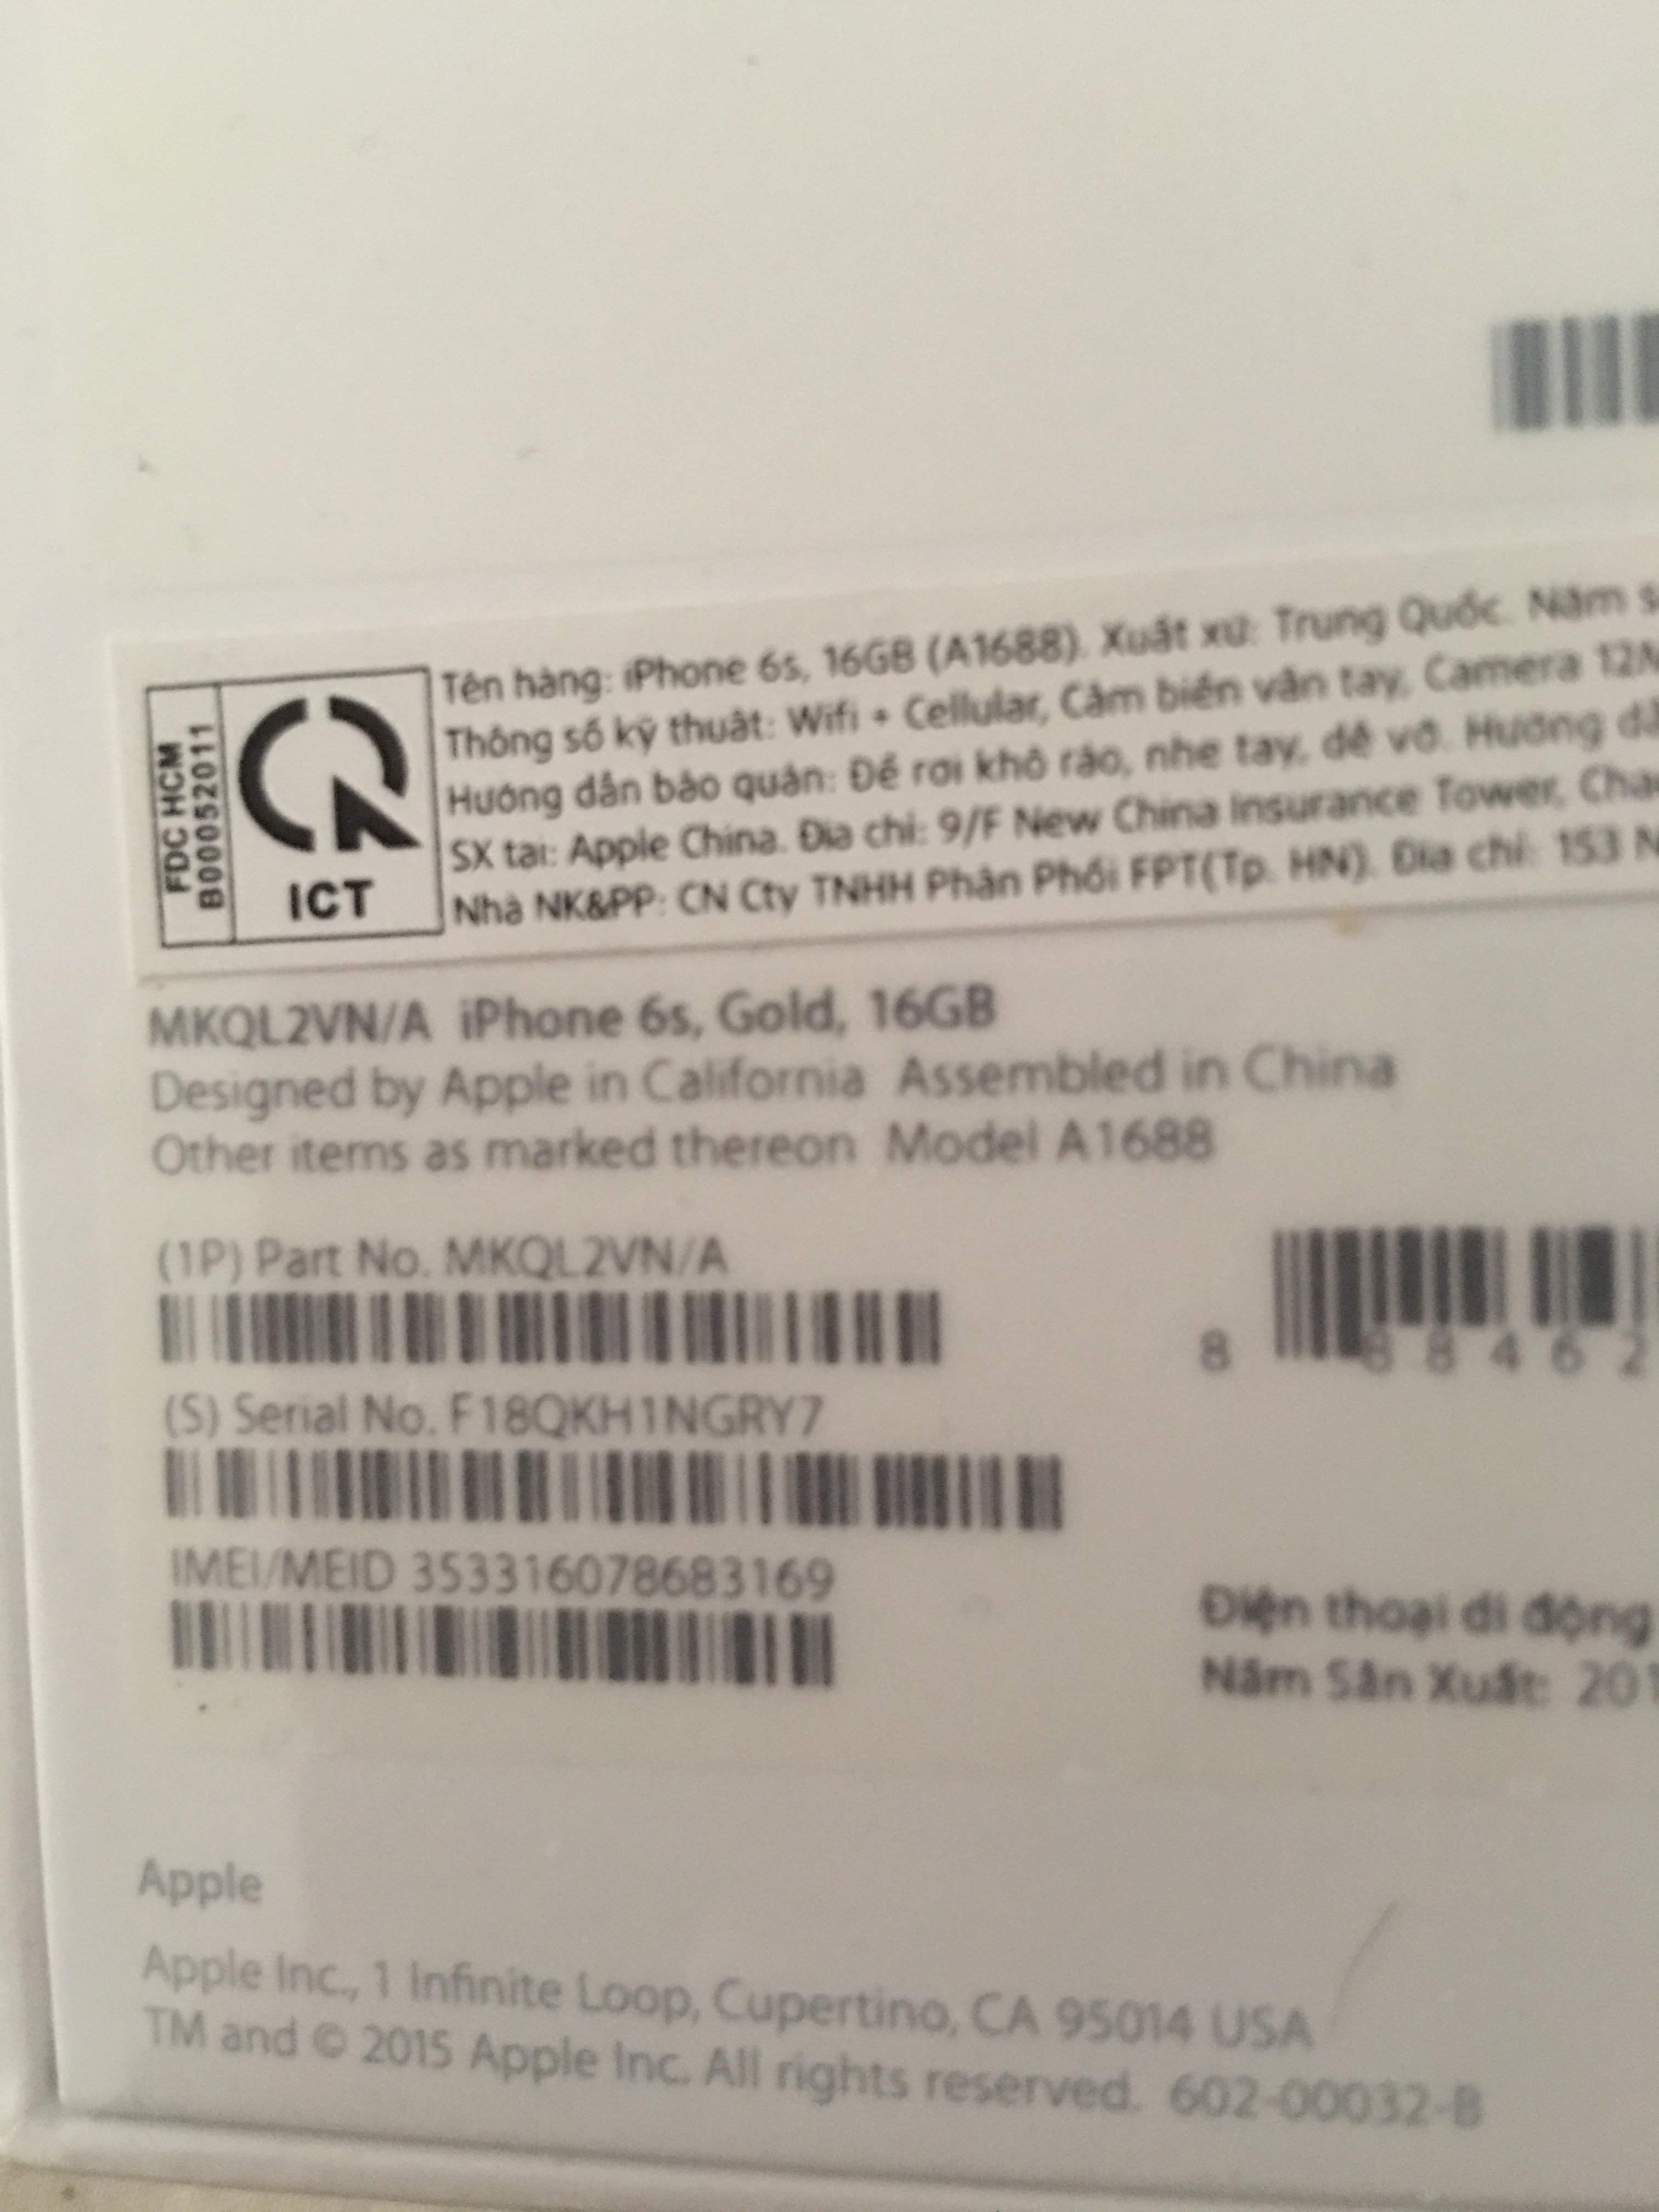 FDC HCM
B000522011
ICT
Tên hàng: iPhone 6s, 16GB (A1688). Xuất xứ: Trung Quốc. Năm
Thông số kỹ thuật: Wifi + Cellular, Cảm biến vân tay, Camera
Hướng dẫn bảo quản: Để nơi khô ráo, nhẹ tay, dễ vỡ. Hướng
SX tại: Apple China. Địa chỉ: 9/F New China Insurance Tower,
Nhà NK&PP: CN Cty TNHH Phân Phối FPT(Tp. HN). Địa chỉ: 153
MKQL2VN/A iPhone 6s, Gold, 16GB
Designed by Apple in California Assembled in China
Other items as marked thereon Model A1688
(1P) Part No. MKQL2VN/A
8 88462
(S) Serial No. F18QKH1NGRY7
IMEI/MEID 353316078683169
Điện thoại di động
Năm Sản Xuất: 201
Apple
Apple Inc., 1 Infinite Loop, Cupertino, CA 95014 USA
TM and © 2015 Apple Inc. All rights reserved. 602-00032-B